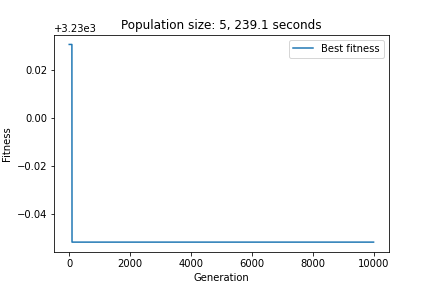 Population size: 5, 239.1 seconds
+3.23e3
Best fitness
0.02
0.00
−0.02
−0.04
Fitness
0 2000 4000 6000 8000 10000
Generation